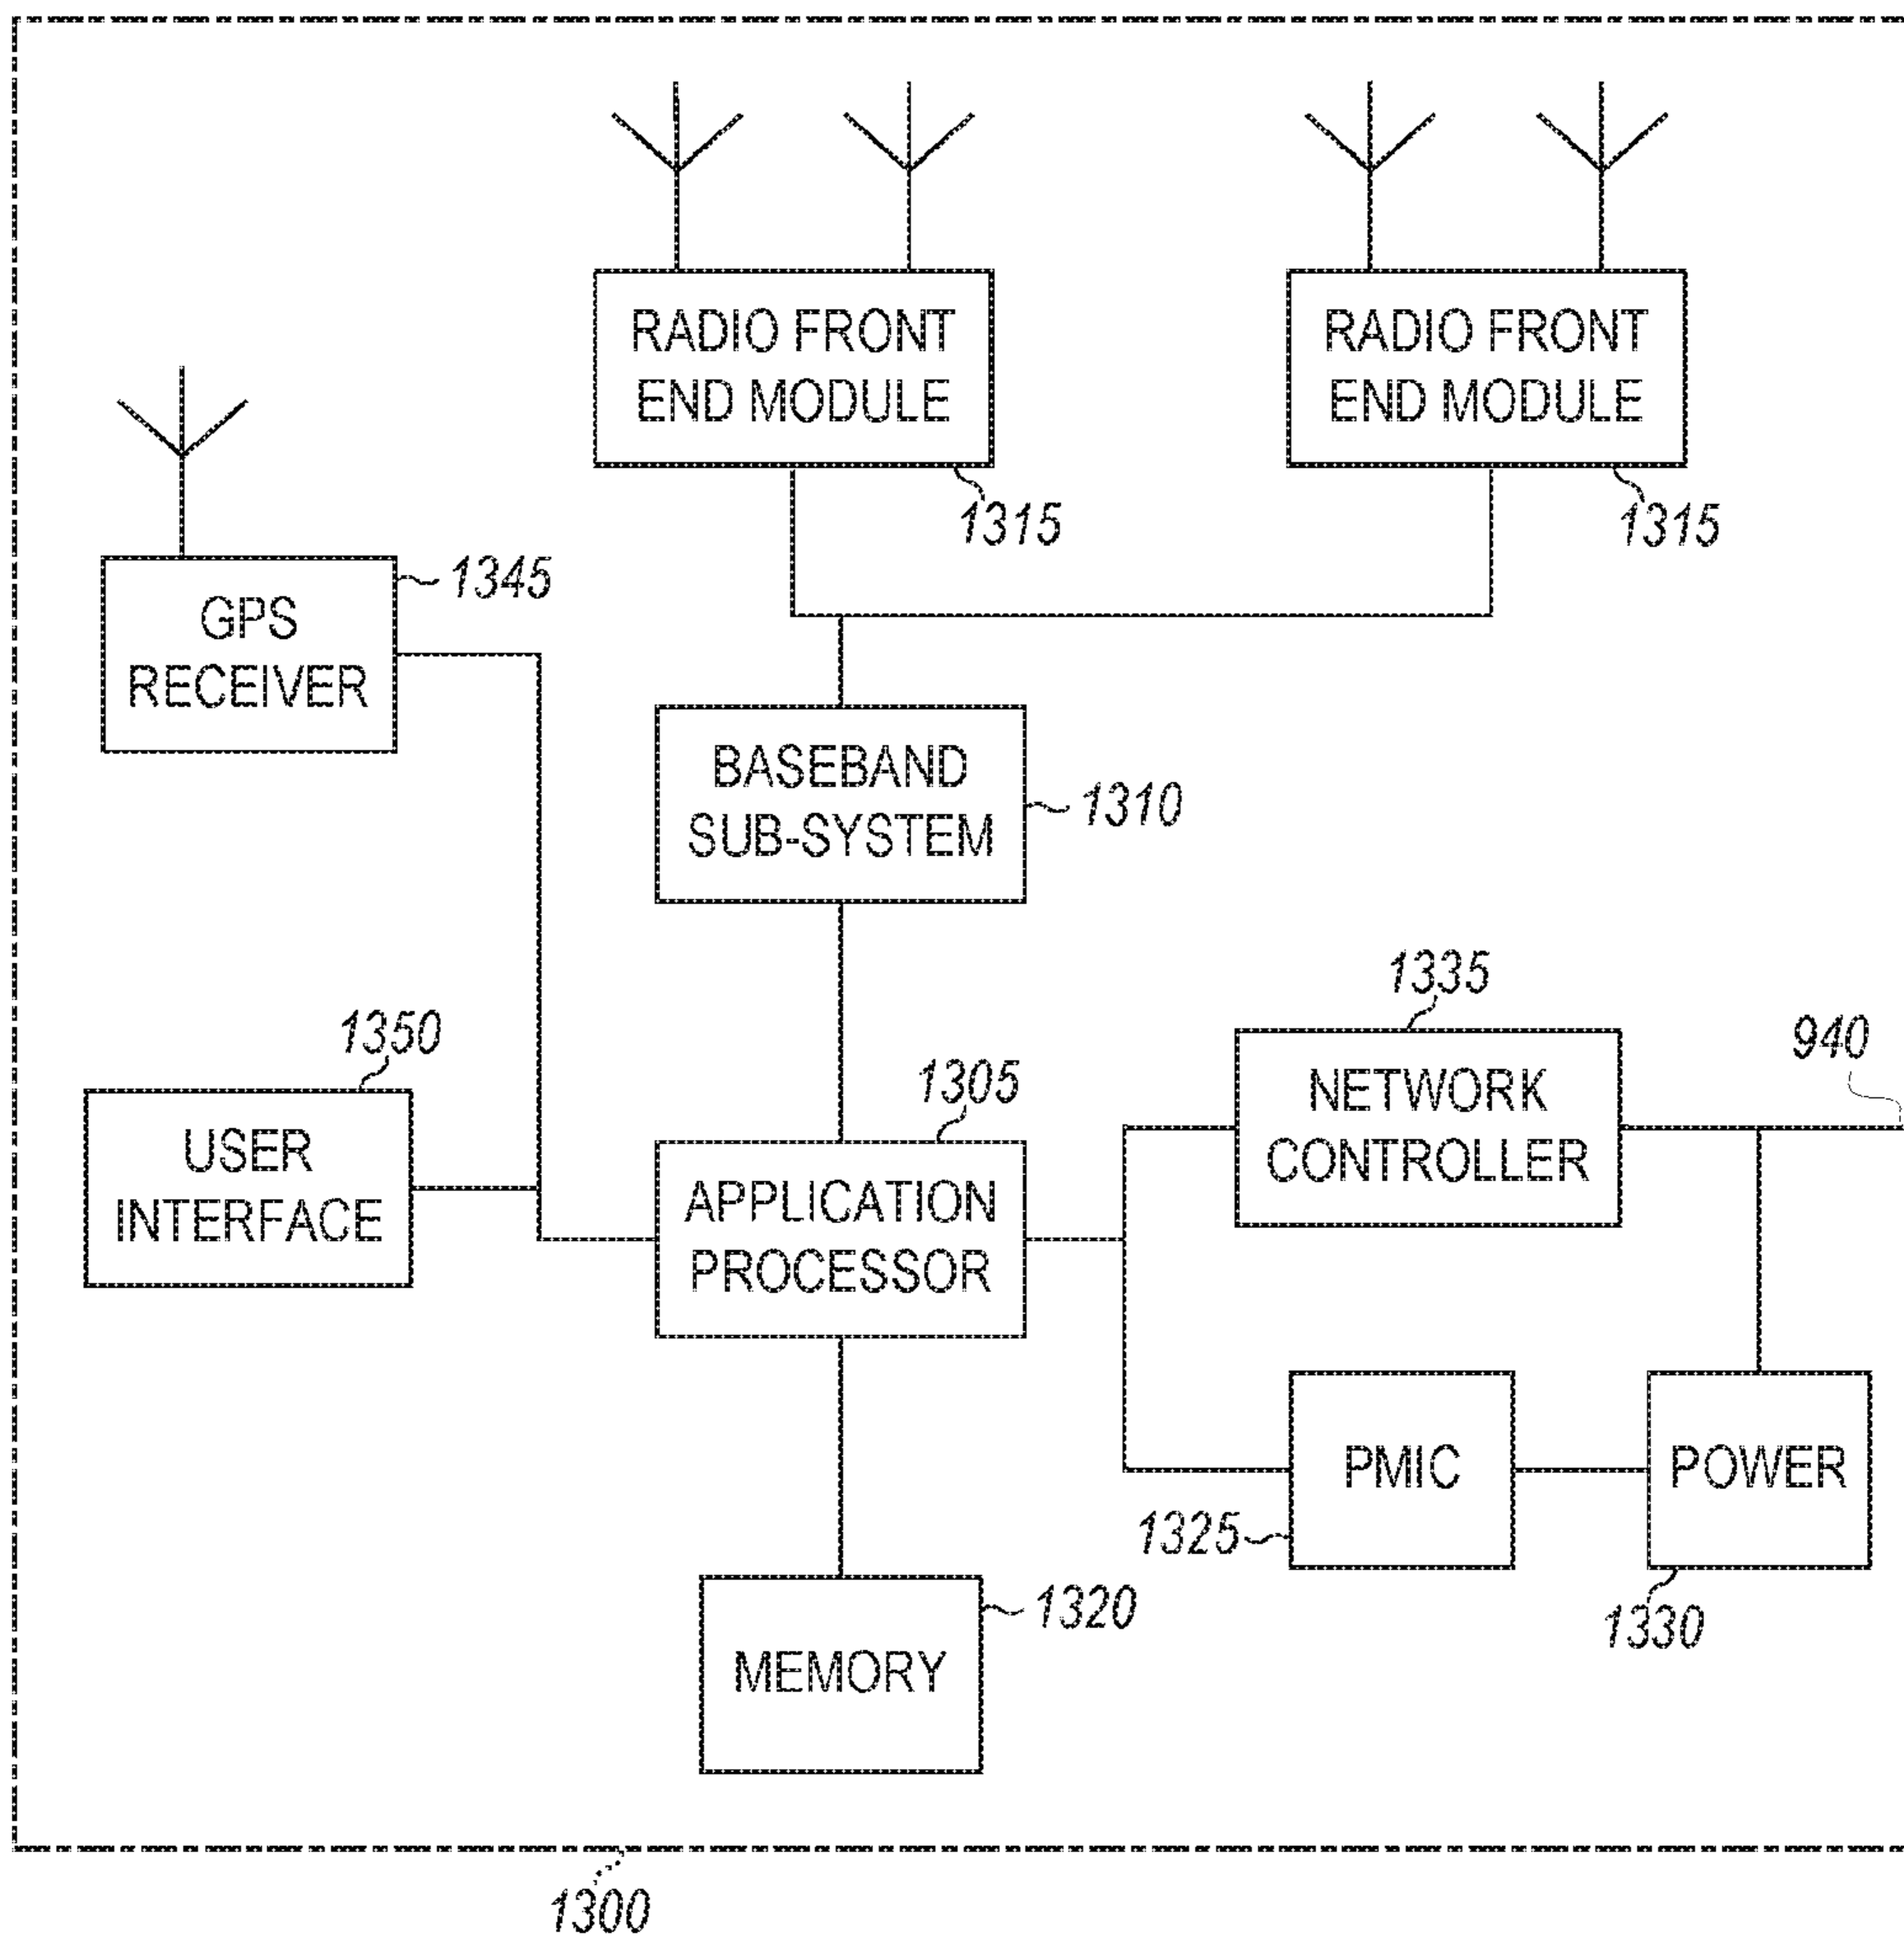 RADIO FRONT
END MODULE
1315
RADIO FRONT
END MODULE
1315
GPS
RECEIVER
1345
BASEBAND
SUB-SYSTEM
1310
1335
NETWORK
CONTROLLER
940
1350
USER
INTERFACE
1305
APPLICATION
PROCESSOR
PMIC
1325
POWER
1330
MEMORY
1320
1300